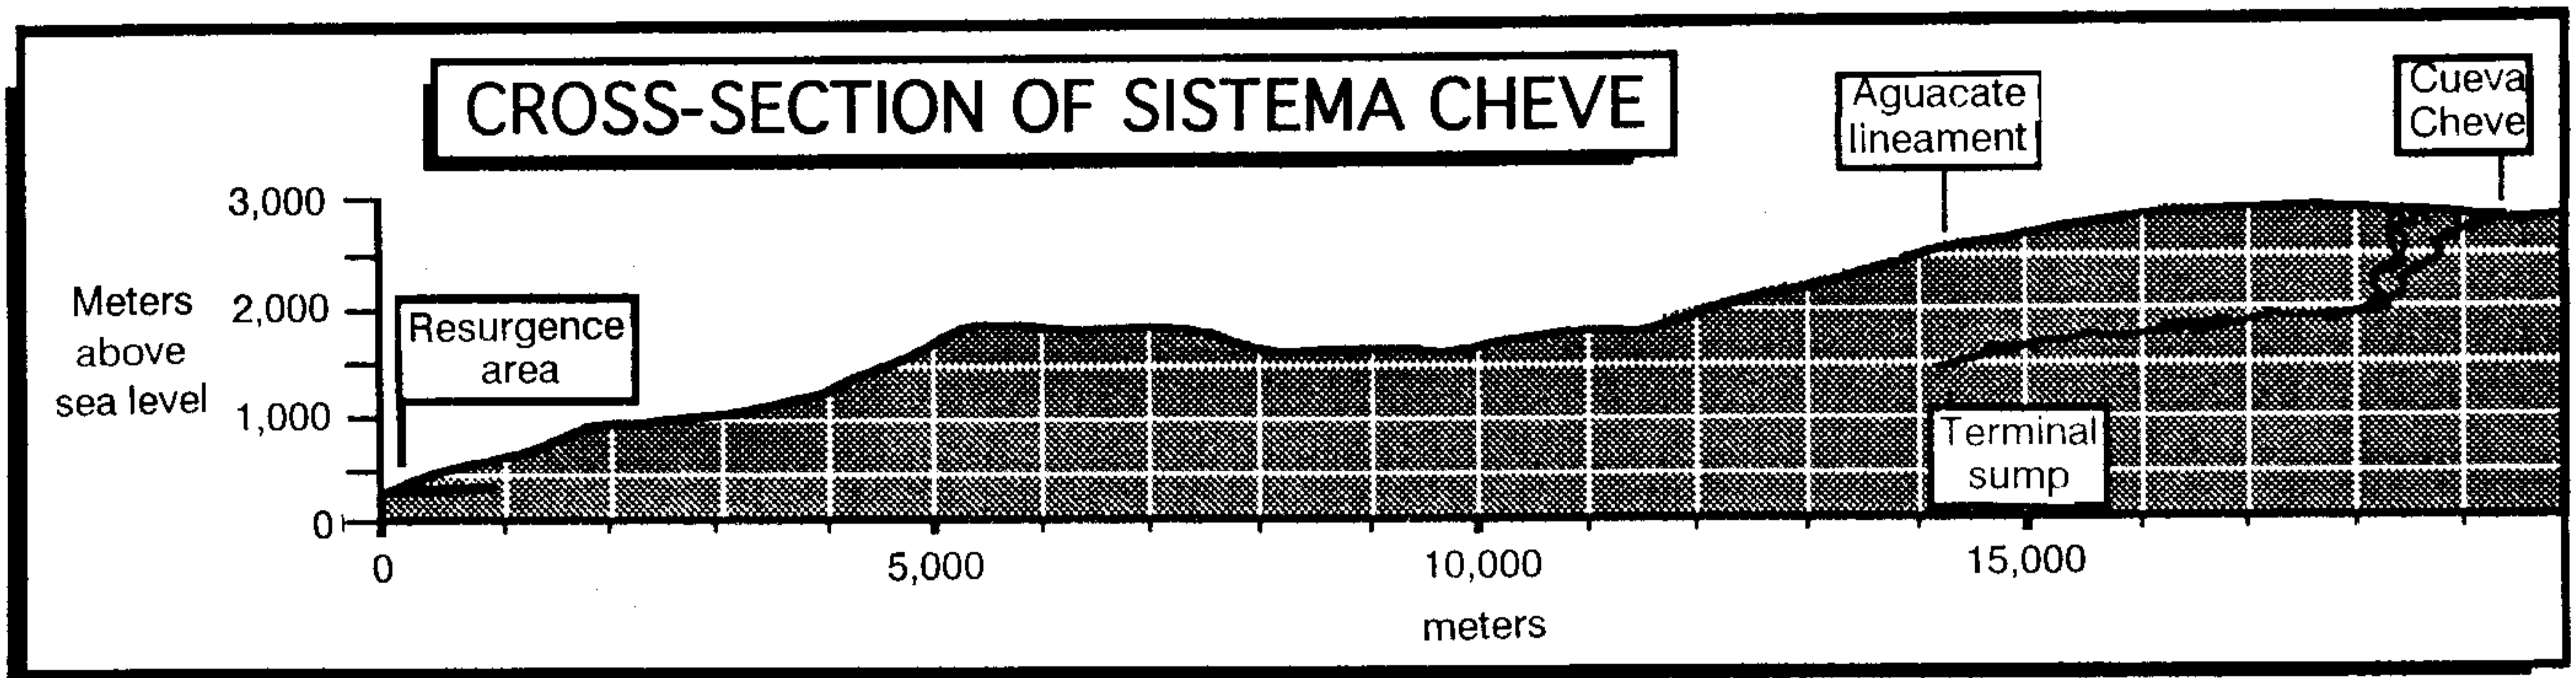 CROSS-SECTION OF SISTEMA CHEVE
Aguacate
lineament
Cueva
Cheve
3,000
2,000
1,000
0
Meters
above
sea level
Resurgence
area
Terminal
sump
0
5,000
10,000
15,000
meters